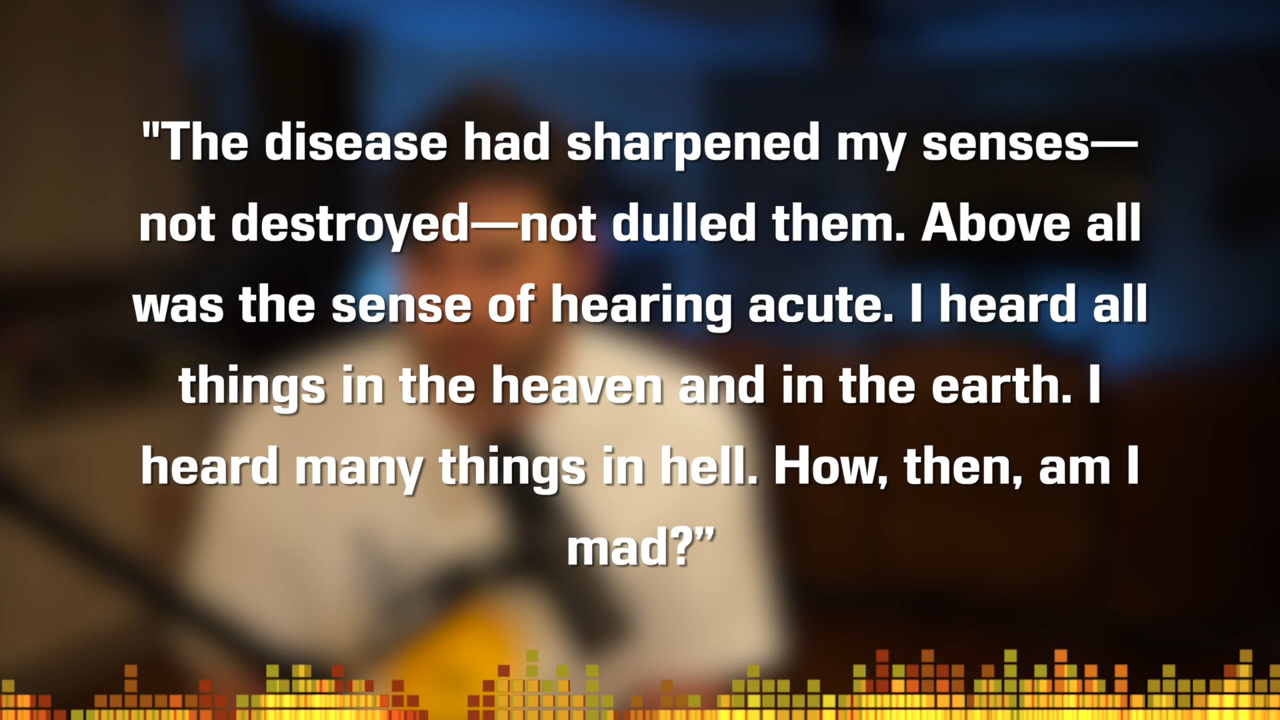 "The disease had sharpened my senses—
not destroyed—not dulled them. Above all
was the sense of hearing acute. I heard all
things in the heaven and in the earth. I
heard many things in hell. How, then, am I
mad?”